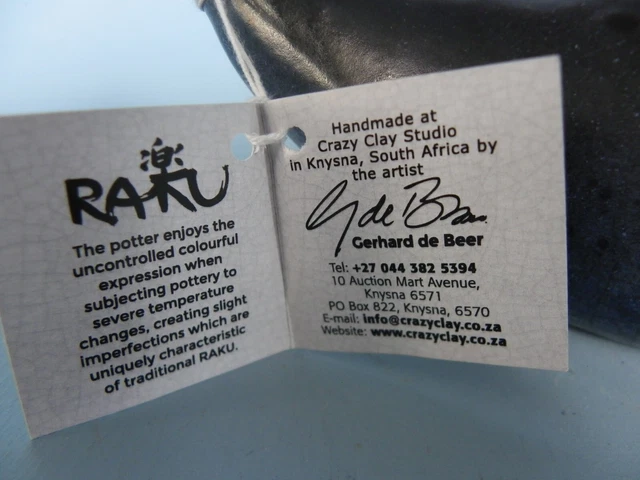 楽
RAKU
The potter enjoys the
uncontrolled colourful
expression when
subjecting pottery to
severe temperature
changes, creating slight
imperfections which are
uniquely characteristic
of traditional RAKU.
Handmade at
Crazy Clay Studio
in Knysna, South Africa by
the artist
G de Beer
Gerhard de Beer
Tel: +27 044 382 5394
10 Auction Mart Avenue,
Knysna 6571
PO Box 822, Knysna, 6570
E-mail: info@crazyclay.co.za
Website: www.crazyclay.co.za